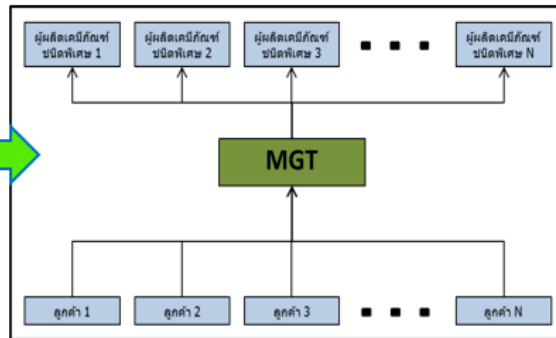 ผู้ผลิตเคมีภัณฑ์
ชนิดพิเศษ 1
ผู้ผลิตเคมีภัณฑ์
ชนิดพิเศษ 2
ผู้ผลิตเคมีภัณฑ์
ชนิดพิเศษ 3
ผู้ผลิตเคมีภัณฑ์
ชนิดพิเศษ N
MGT
ลูกค้า 1
ลูกค้า 2
ลูกค้า 3
ลูกค้า N